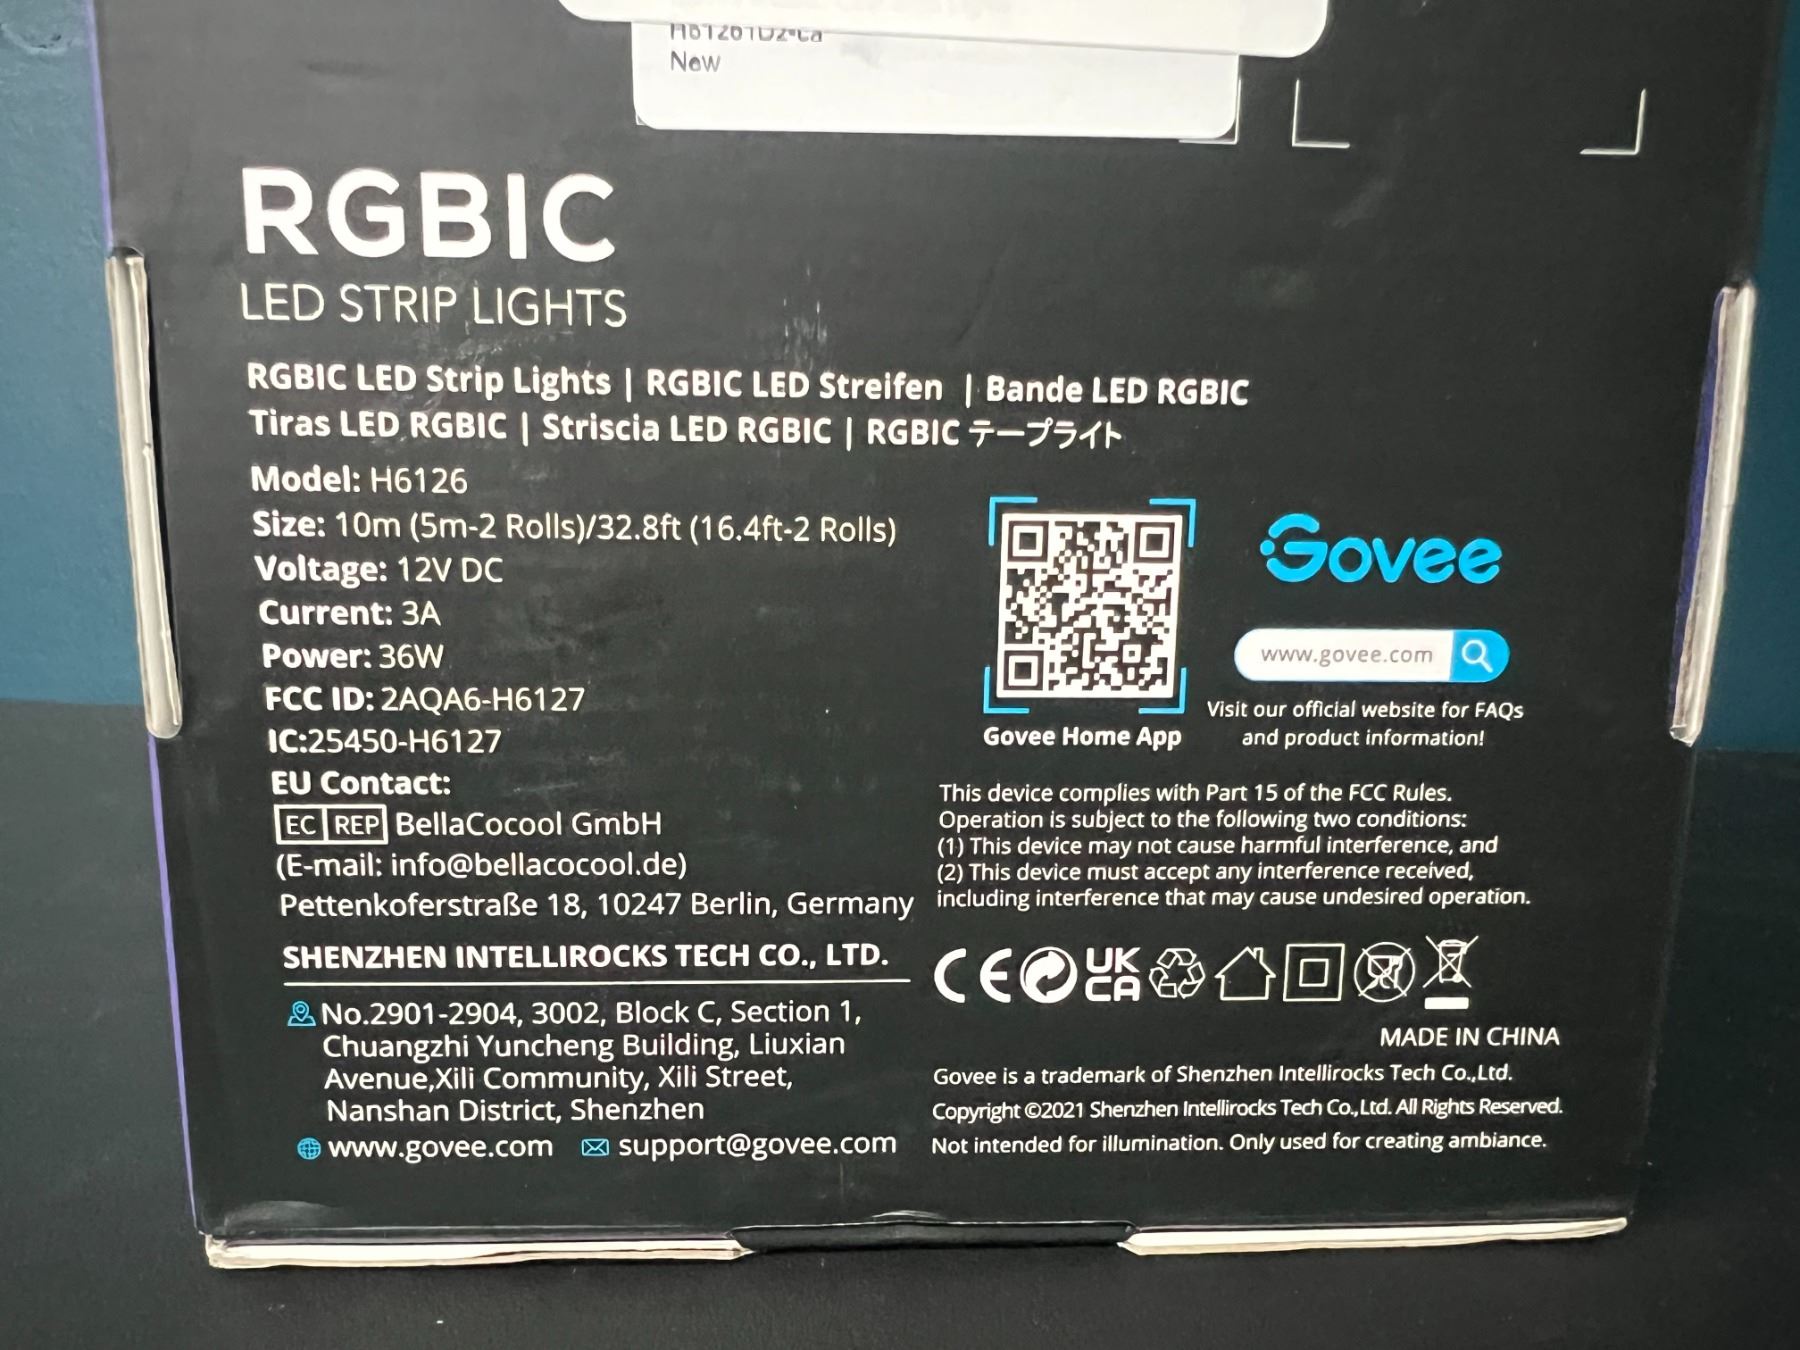 New
RGBIC
LED STRIP LIGHTS
RGBIC LED Strip Lights | RGBIC LED Streifen | Bande LED RGBIC
Tiras LED RGBIC | Striscia LED RGBIC | RGBIC テープライト
Model: H6126
Size: 10m (5m-2 Rolls)/32.8ft (16.4ft-2 Rolls)
Voltage: 12V DC
Current: 3A
Power: 36W
FCC ID: 2AQA6-H6127
IC:25450-H6127
EU Contact:
EC REP BellaCocool GmbH
(E-mail: info@bellacocool.de)
Pettenkoferstraße 18, 10247 Berlin, Germany
SHENZHEN INTELLIROCKS TECH CO., LTD.
No.2901-2904, 3002, Block C, Section 1,
Chuangzhi Yuncheng Building, Liuxian
Avenue,Xili Community, Xili Street,
Nanshan District, Shenzhen
www.govee.com support@govee.com
Govee Home App
Govee
www.govee.com
Visit our official website for FAQs
and product information!
This device complies with Part 15 of the FCC Rules.
Operation is subject to the following two conditions:
(1) This device may not cause harmful interference, and
(2) This device must accept any interference received,
including interference that may cause undesired operation.
CE UK
CA
MADE IN CHINA
Govee is a trademark of Shenzhen Intellirocks Tech Co.,Ltd.
Copyright ©2021 Shenzhen Intellirocks Tech Co.,Ltd. All Rights Reserved.
Not intended for illumination. Only used for creating ambiance.